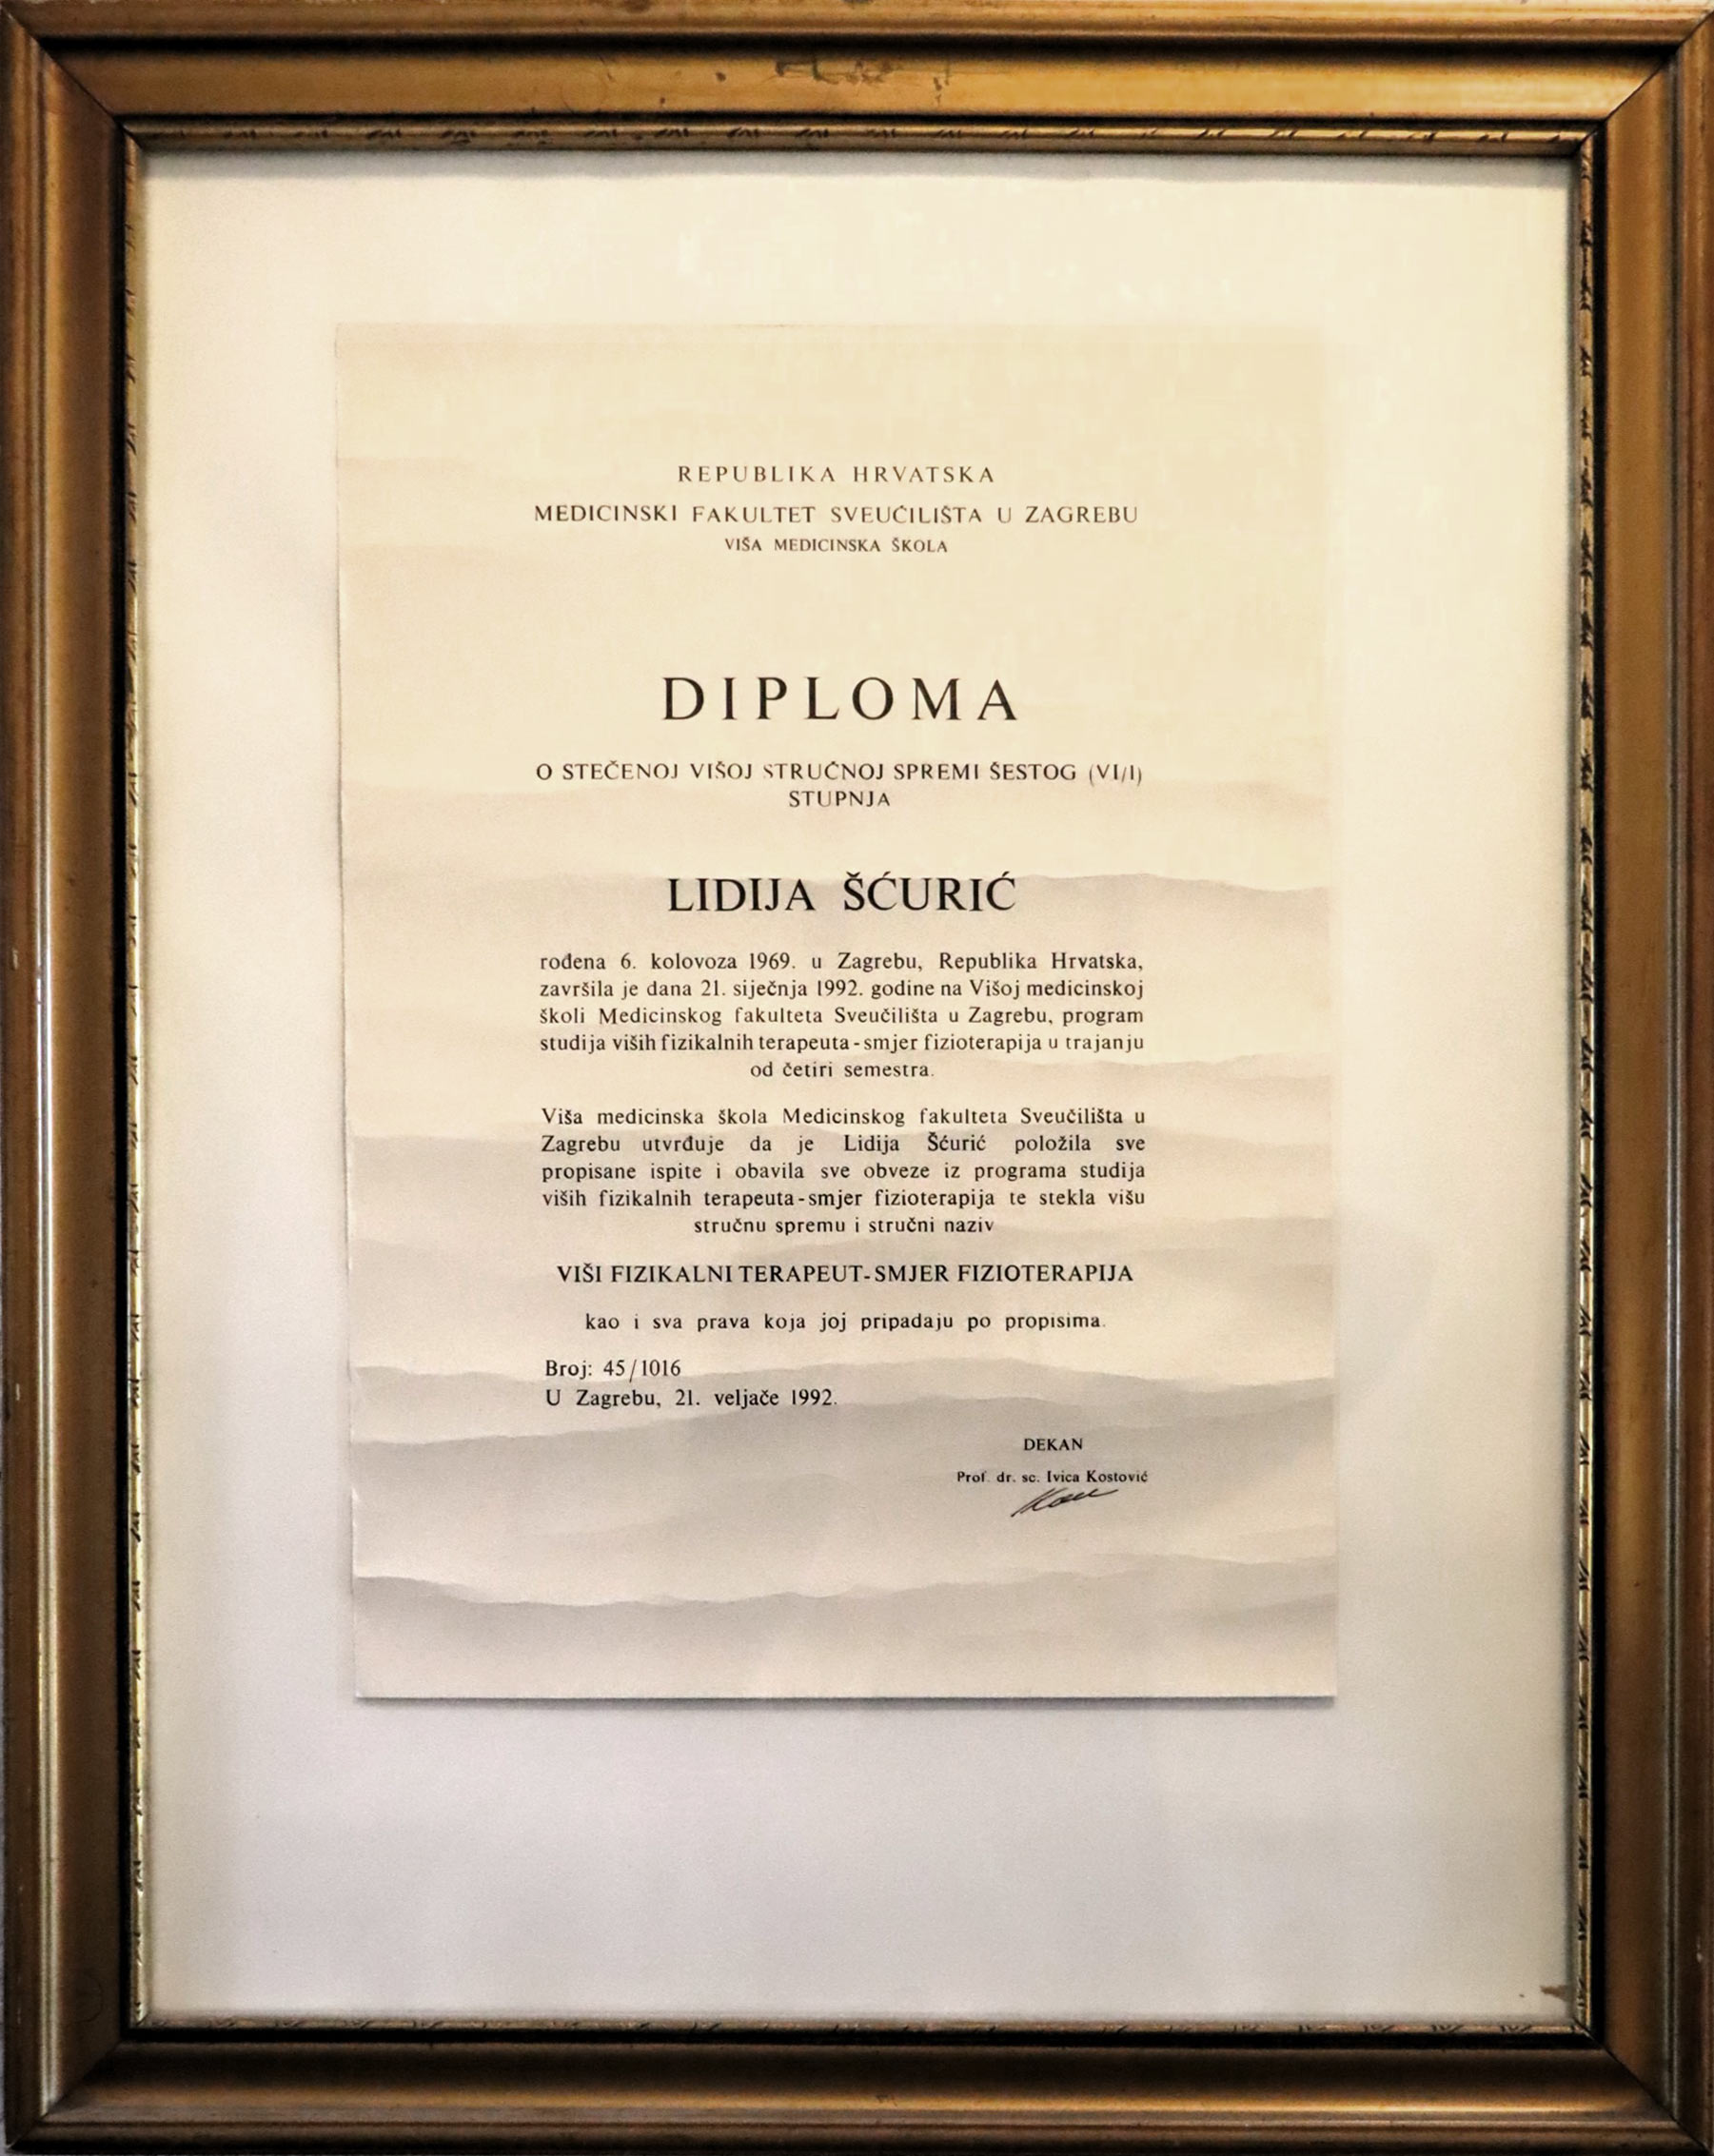 REPUBLIKA HRVATSKA
MEDICINSKI FAKULTET SVEUČILIŠTA U ZAGREBU
VIŠA MEDICINSKA ŠKOLA
DIPLOMA
O STEČENOJ VIŠOJ STRUČNOJ SPREMI ŠESTOG (VI/I)
STUPNJA
LIDIJA ŠĆURIĆ
rođena 6. kolovoza 1969. u Zagrebu, Republika Hrvatska,
završila je dana 21. siječnja 1992. godine na Višoj medicinskoj
školi Medicinskog fakulteta Sveučilišta u Zagrebu, program
studija viših fizikalnih terapeuta - smjer fizioterapija u trajanju
od četiri semestra.
Viša medicinska škola Medicinskog fakulteta Sveučilišta u
Zagrebu utvrđuje da je Lidija Šćurić položila sve
propisane ispite i obavila sve obveze iz programa studija
viših fizikalnih terapeuta - smjer fizioterapija te stekla višu
stručnu spremu i stručni naziv
VIŠI FIZIKALNI TERAPEUT - SMJER FIZIOTERAPIJA
kao i sva prava koja joj pripadaju po propisima.
Broj: 45/1016
U Zagrebu, 21. veljače 1992.
DEKAN
Prof. dr. sc. Ivica Kostović